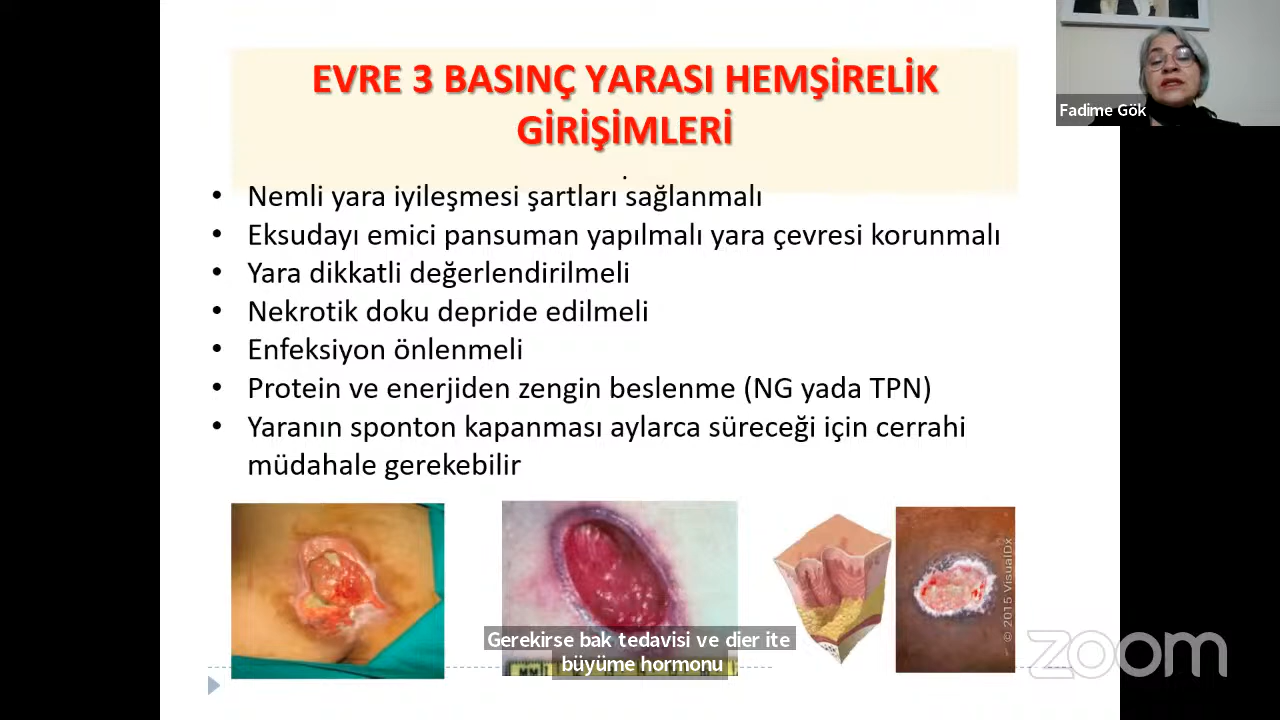 EVRE 3 BASINÇ YARASI HEMŞİRELİK
GİRİŞİMLERİ
.
• Nemli yara iyileşmesi şartları sağlanmalı
• Eksudayı emici pansuman yapılmalı yara çevresi korunmalı
• Yara dikkatli değerlendirilmeli
• Nekrotik doku depride edilmeli
• Enfeksiyon önlenmeli
• Protein ve enerjiden zengin beslenme (NG yada TPN)
• Yaranın sponton kapanması aylarca süreceği için cerrahi
müdahale gerekebilir
Fadime Gök
© 2015 VisualDx
Gerekirse bak tedavisi ve dier ite
büyüme hormonu
MM
zoom